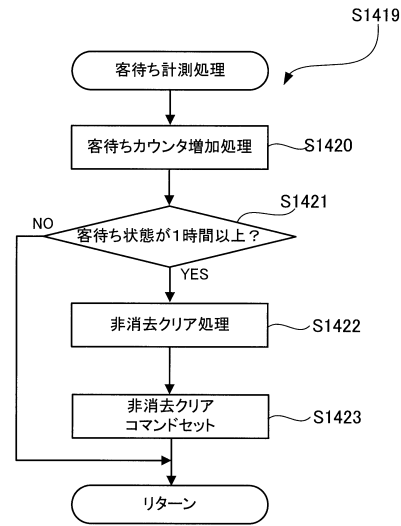 S1419
客待ち計測処理
客待ちカウンタ増加処理
S1420
S1421
NO
客待ち状態が1時間以上？
YES
非消去クリア処理
S1422
非消去クリア
コマンドセット
S1423
リターン